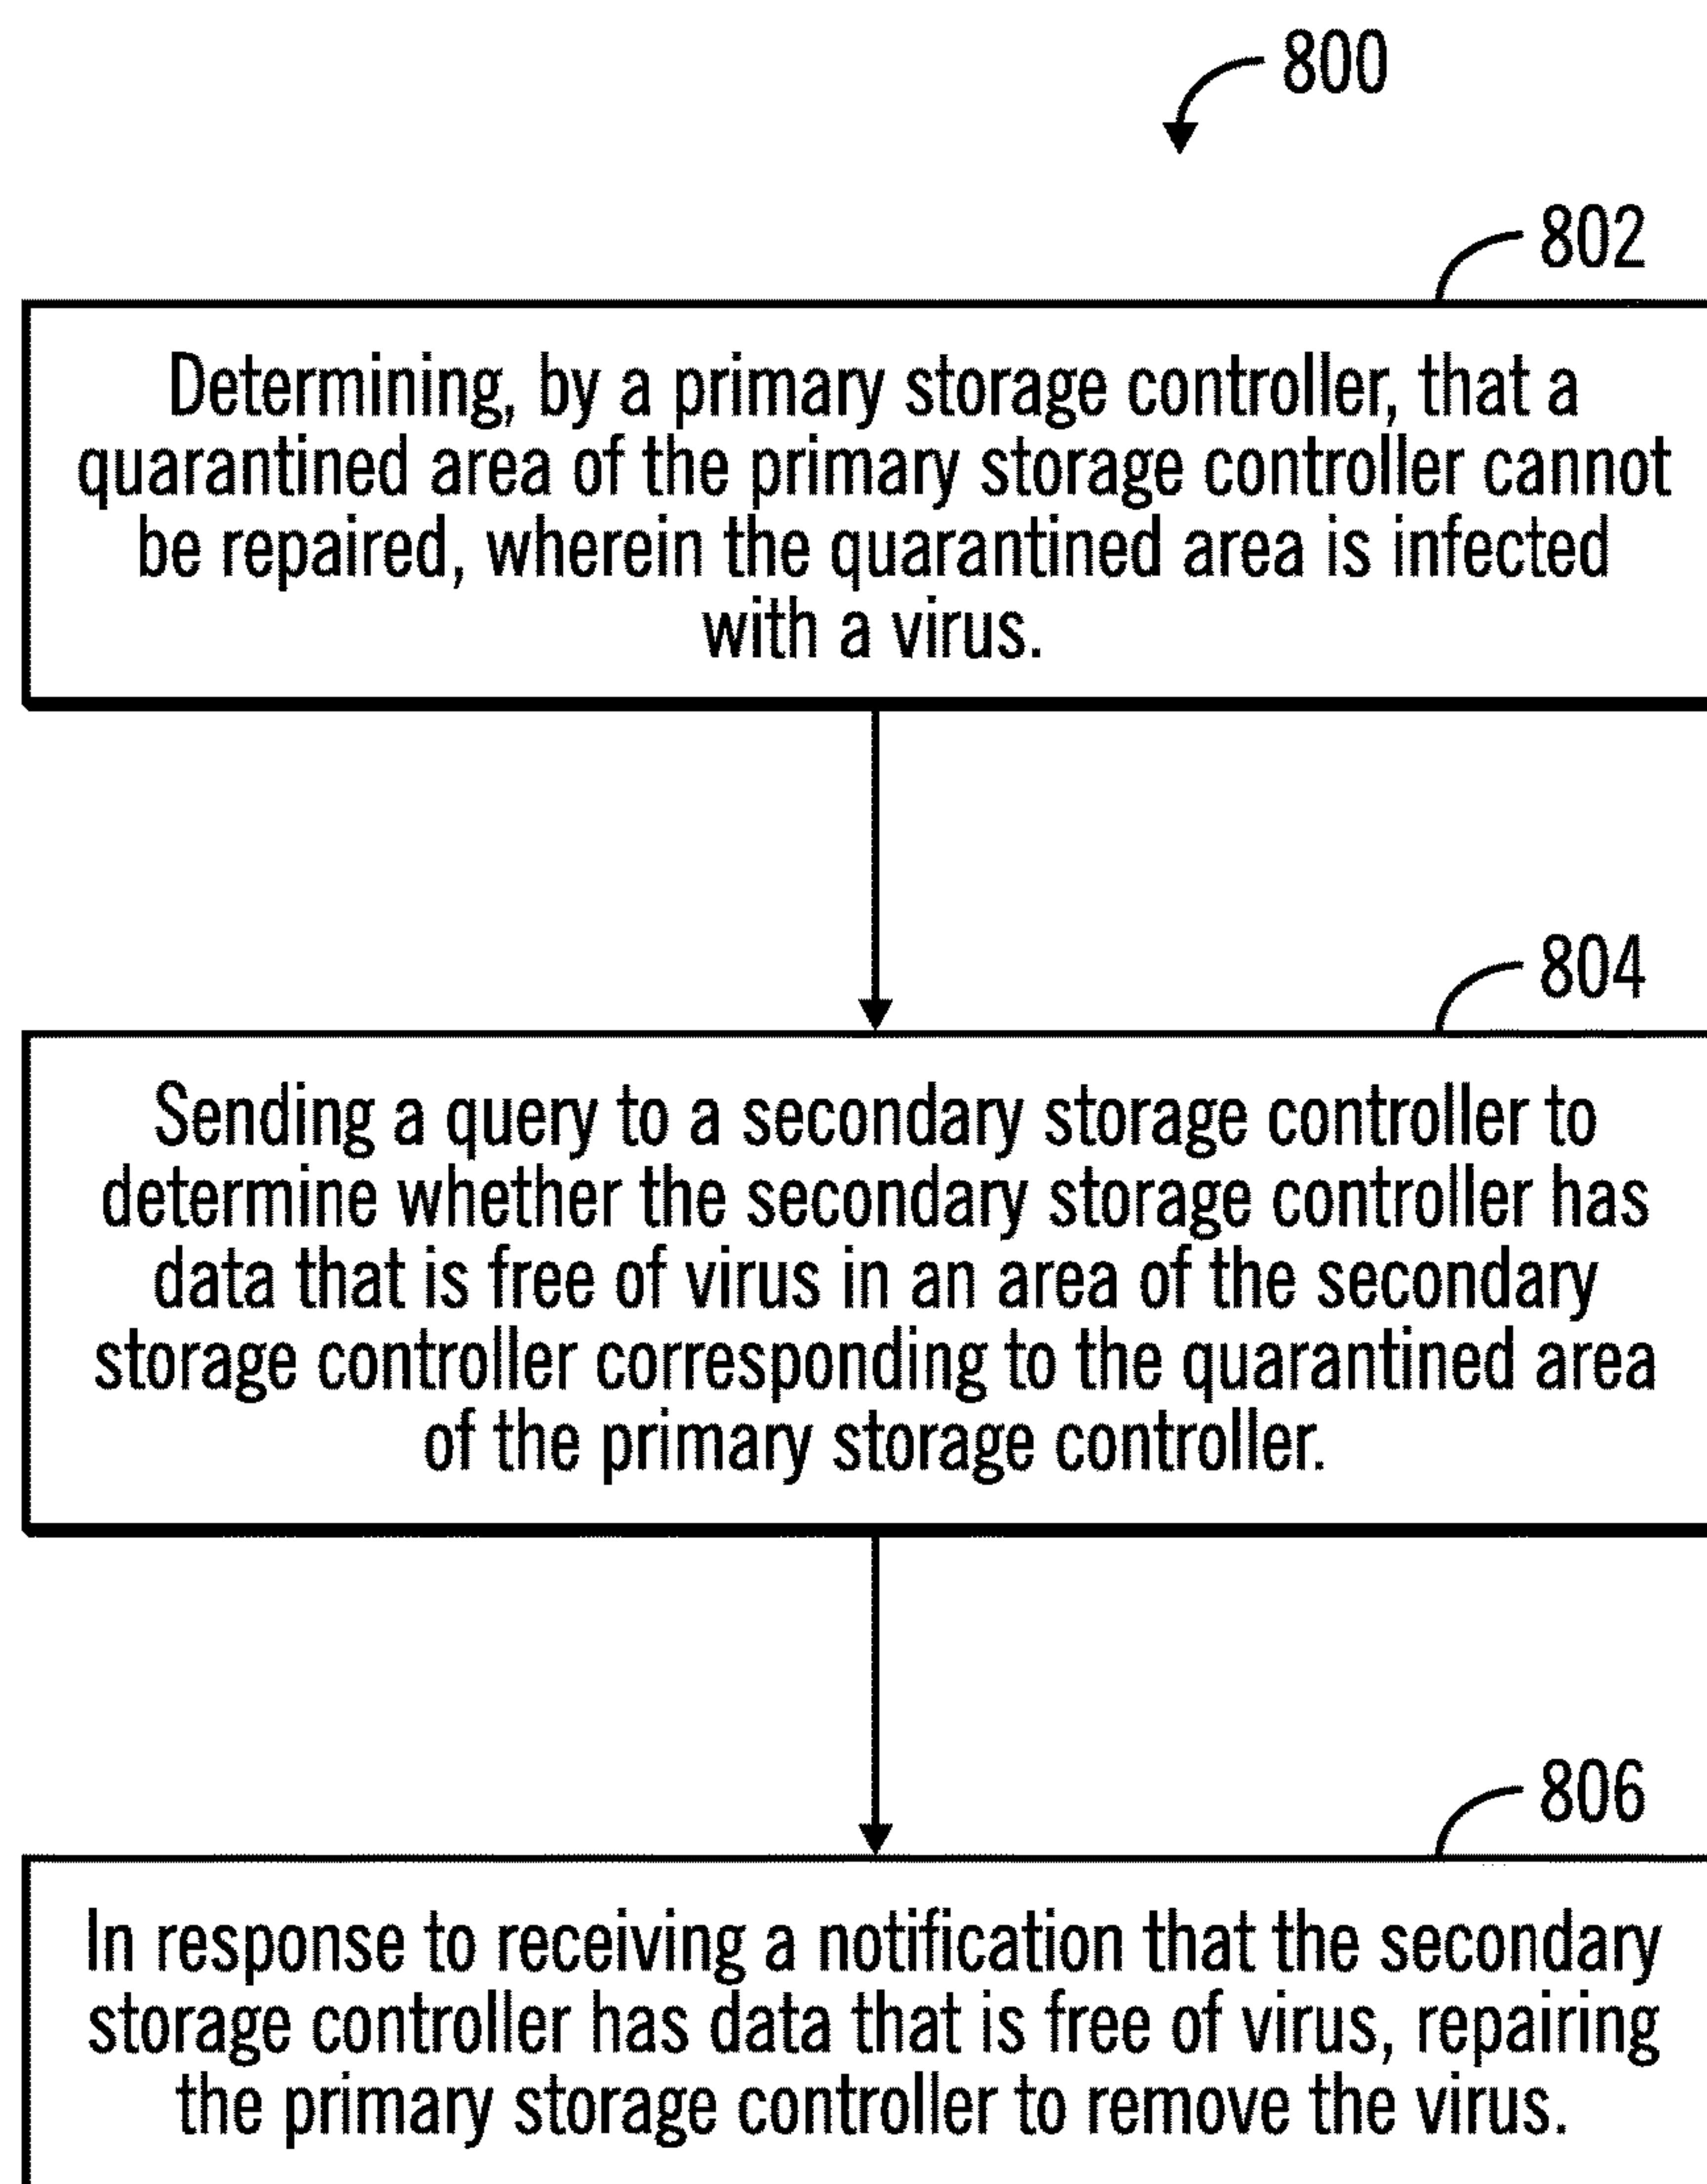 800
802
Determining, by a primary storage controller, that a
quarantined area of the primary storage controller cannot
be repaired, wherein the quarantined area is infected
with a virus.
804
Sending a query to a secondary storage controller to
determine whether the secondary storage controller has
data that is free of virus in an area of the secondary
storage controller corresponding to the quarantined area
of the primary storage controller.
806
In response to receiving a notification that the secondary
storage controller has data that is free of virus, repairing
the primary storage controller to remove the virus.